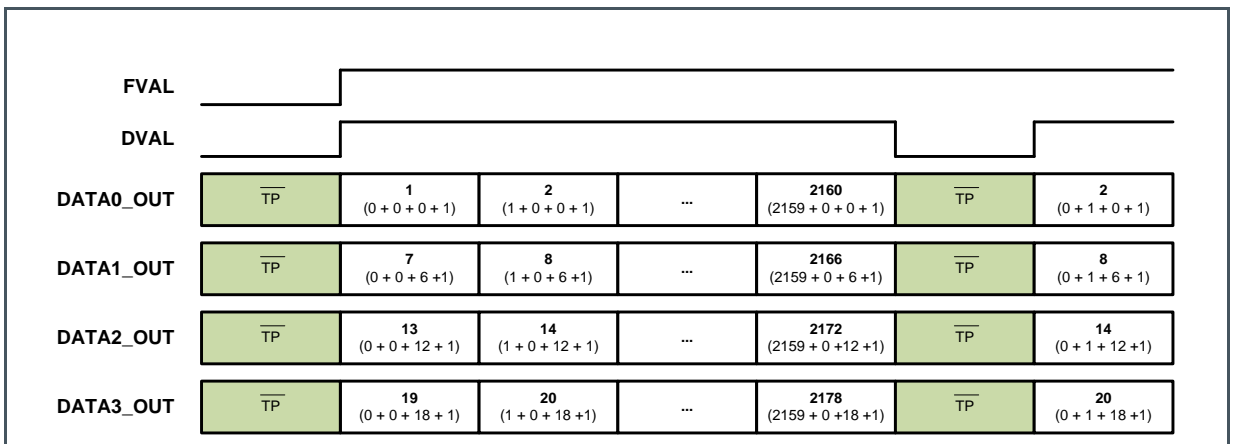 FVAL
DVAL
DATA0_OUT TP 1 2 ... 2160 TP 2
(0 + 0 + 0 + 1) (1 + 0 + 0 + 1) (2159 + 0 + 0 + 1) (0 + 1 + 0 + 1)
DATA1_OUT TP 7 8 ... 2166 TP 8
(0 + 0 + 6 +1) (1 + 0 + 6 +1) (2159 + 0 + 6 +1) (0 + 1 + 6 + 1)
DATA2_OUT TP 13 14 ... 2172 TP 14
(0 + 0 + 12 + 1) (1 + 0 + 12 + 1) (2159 + 0 +12 +1) (0 + 1 + 12 +1)
DATA3_OUT TP 19 20 ... 2178 TP 20
(0 + 0 + 18 + 1) (1 + 0 + 18 +1) (2159 + 0 +18 +1) (0 + 1 + 18 +1)